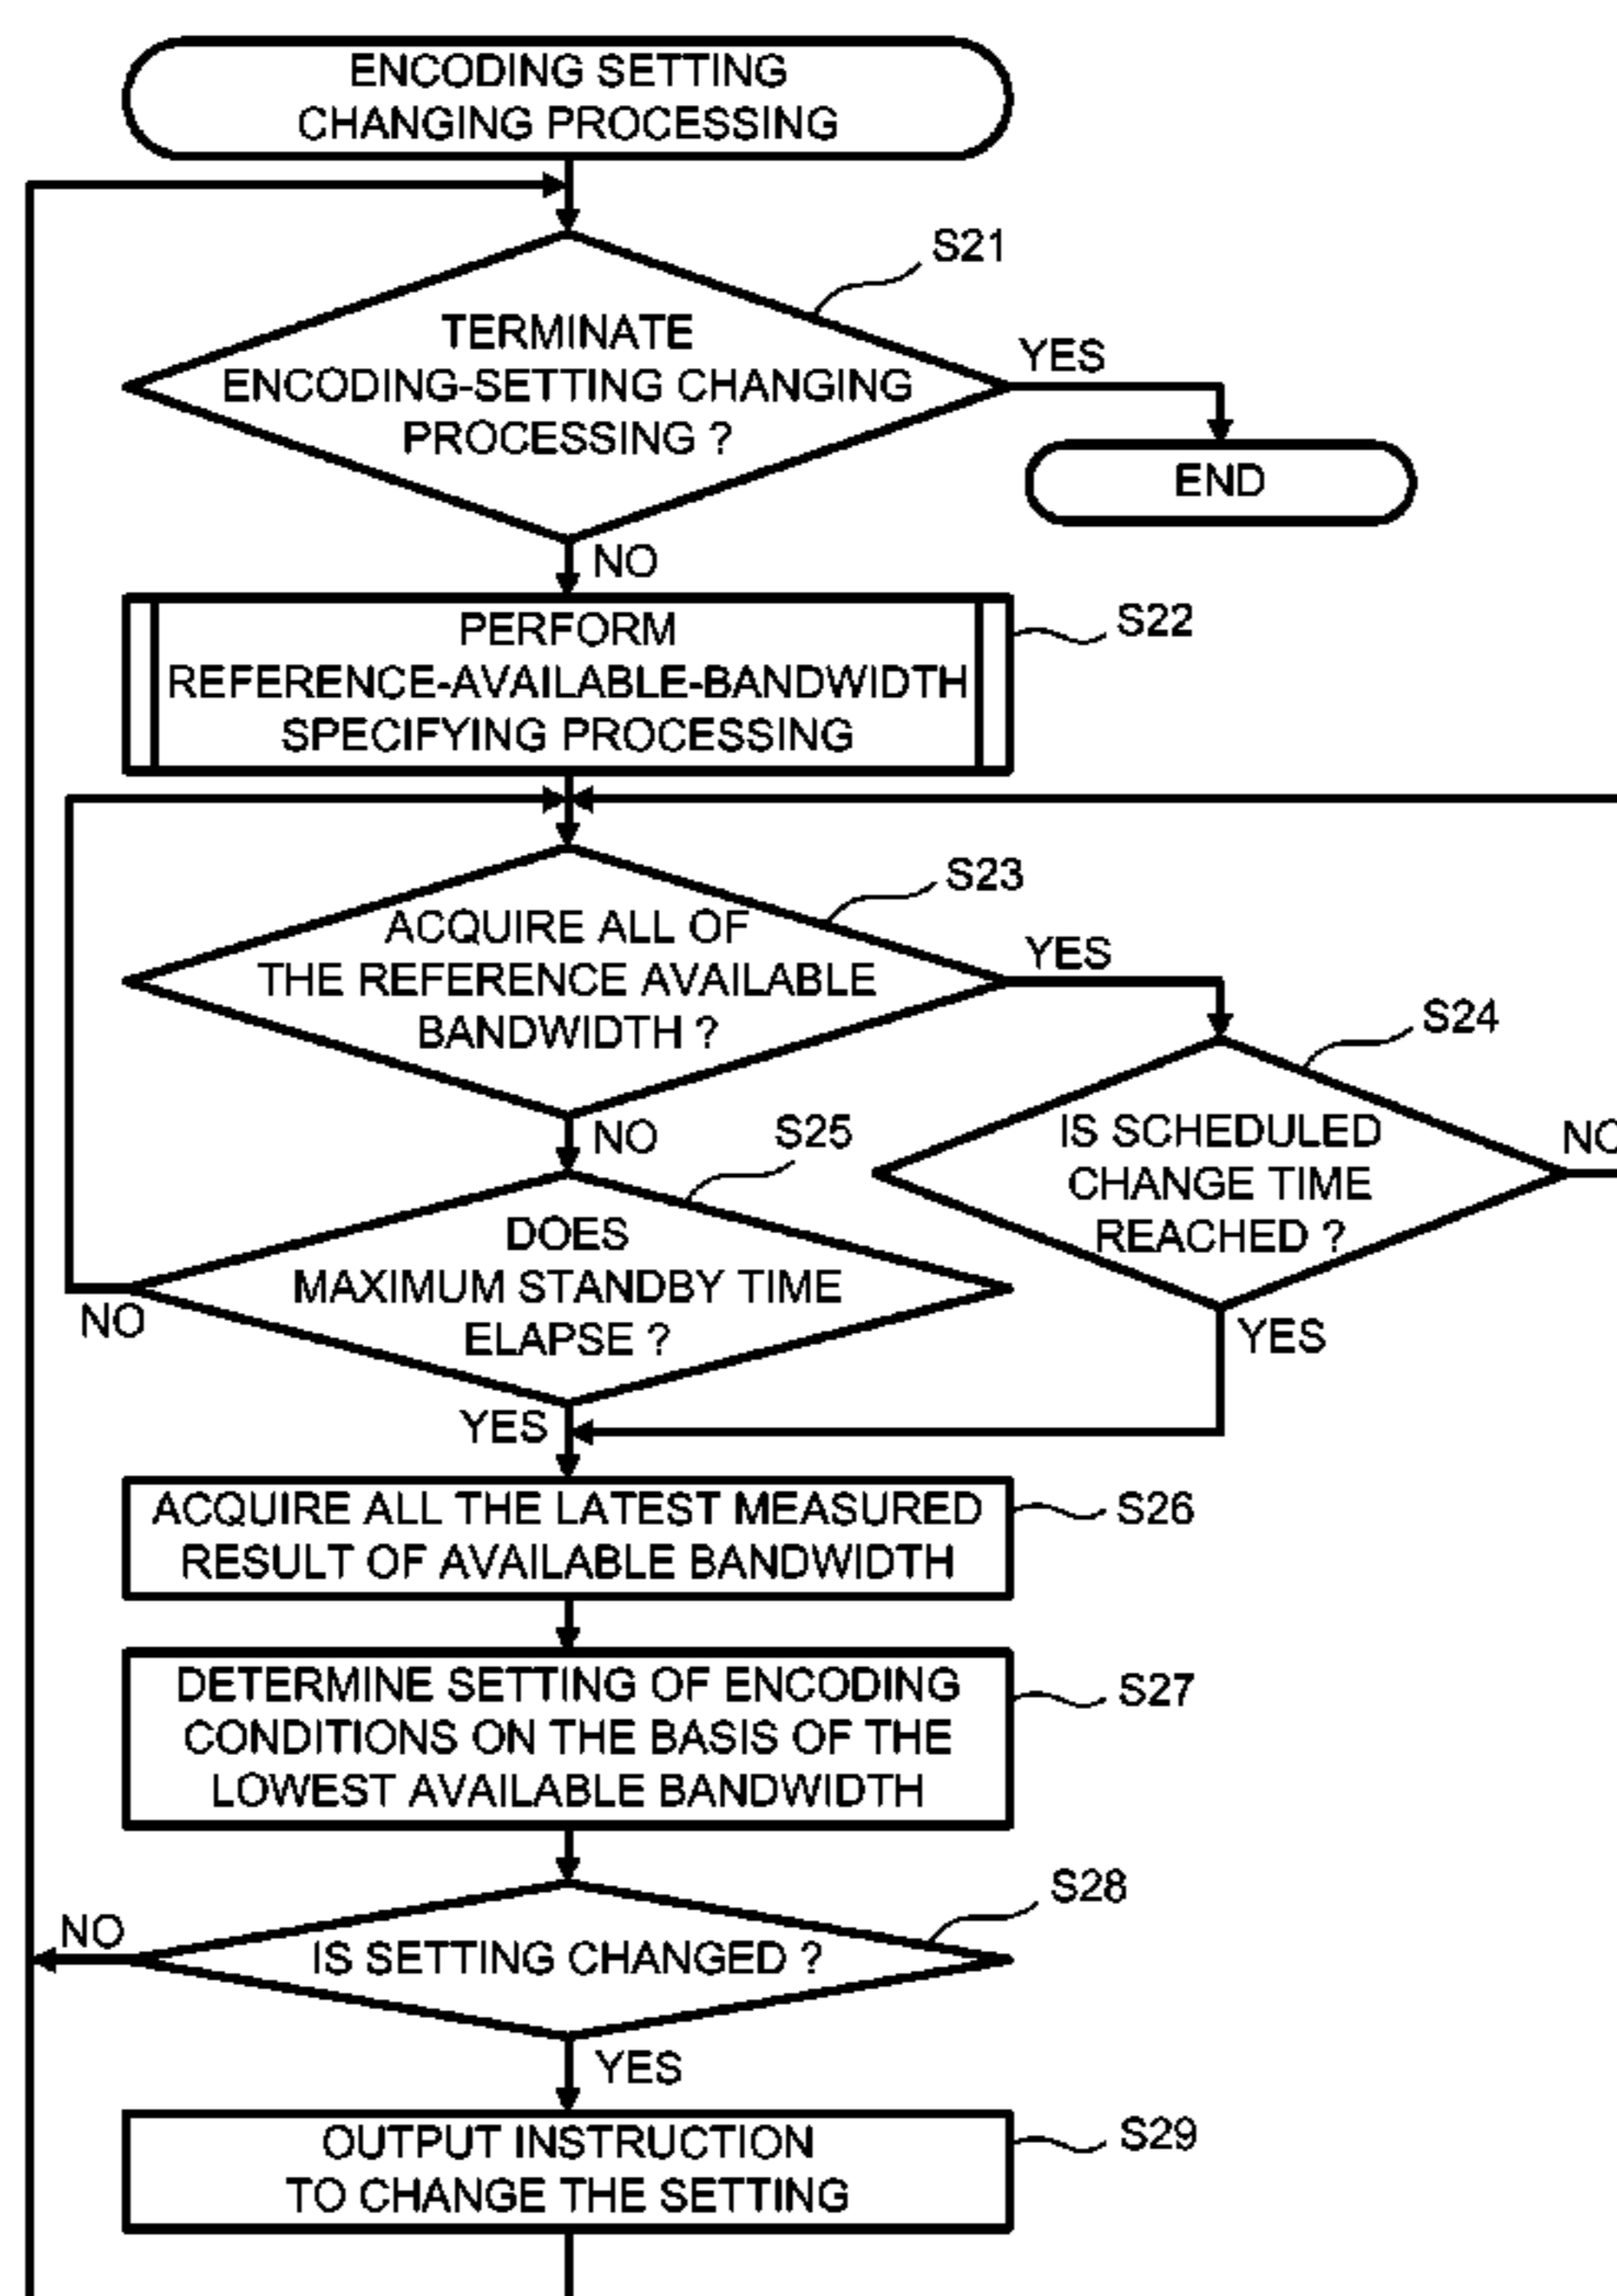 ENCODING SETTING
CHANGING PROCESSING
S21
TERMINATE
ENCODING-SETTING CHANGING
PROCESSING ?
YES
END
NO
PERFORM
REFERENCE-AVAILABLE-BANDWIDTH
SPECIFYING PROCESSING
S22
S23
ACQUIRE ALL OF
THE REFERENCE AVAILABLE
BANDWIDTH ?
YES
S24
IS SCHEDULED
CHANGE TIME
REACHED ?
NO
YES
NO
S25
DOES
MAXIMUM STANDBY TIME
ELAPSE ?
NO
YES
ACQUIRE ALL THE LATEST MEASURED
RESULT OF AVAILABLE BANDWIDTH
S26
DETERMINE SETTING OF ENCODING
CONDITIONS ON THE BASIS OF THE
LOWEST AVAILABLE BANDWIDTH
S27
S28
IS SETTING CHANGED ?
NO
YES
OUTPUT INSTRUCTION
TO CHANGE THE SETTING
S29